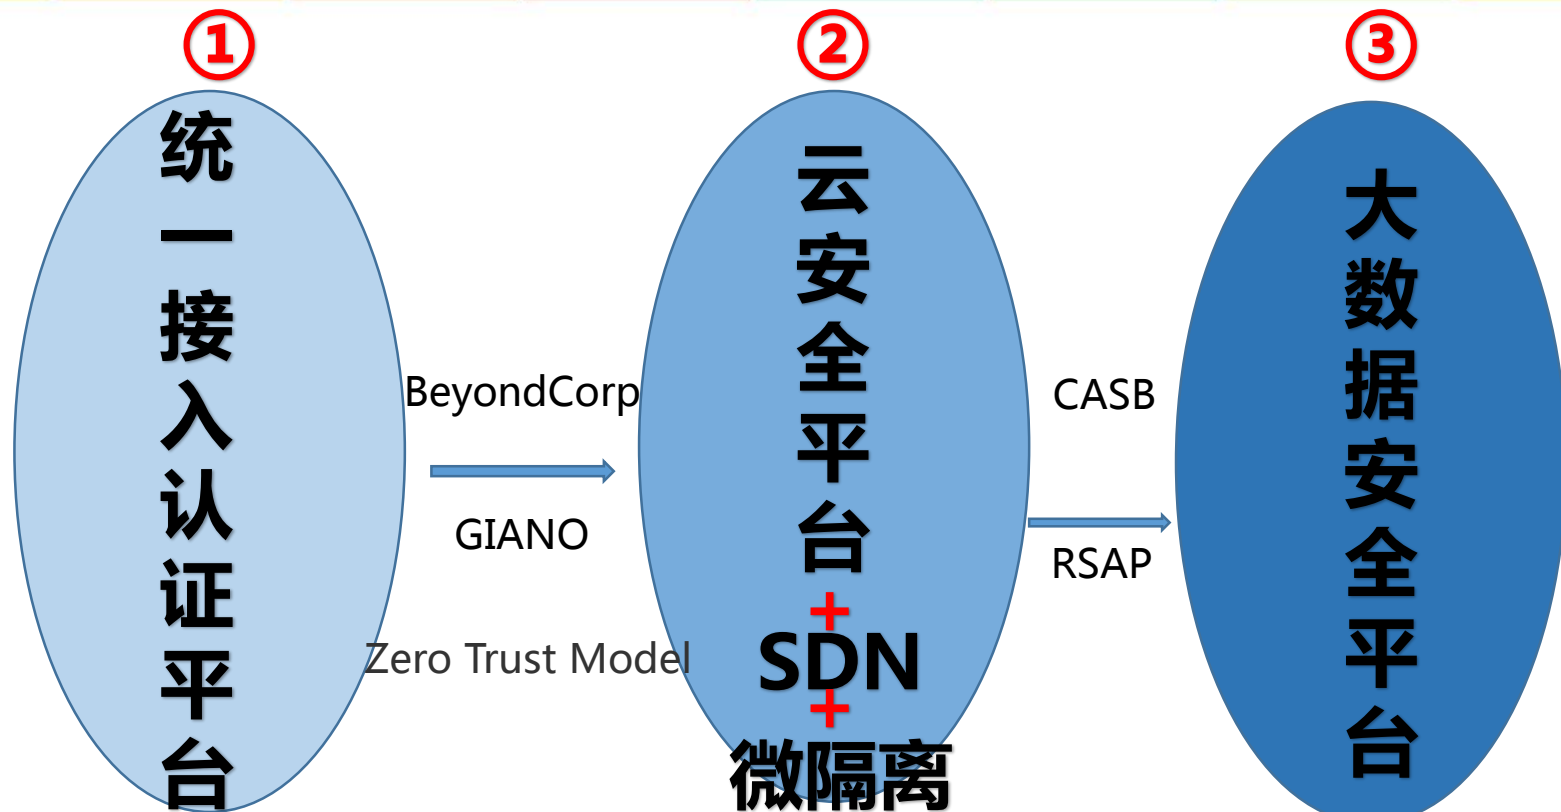 ①
统一接入认证平台
BeyondCorp
GIANO
Zero Trust Model
②
云安全平台
+
SDN
+
微隔离
CASB
RSAP
③
大数据安全平台